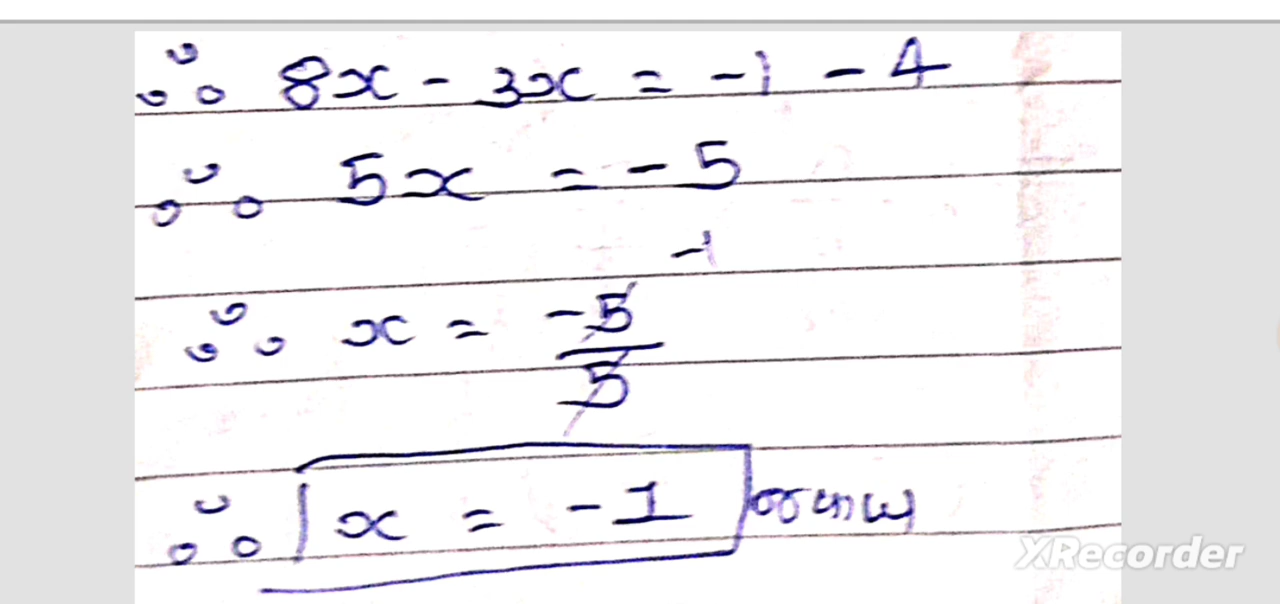 ∴ 8x - 3x = -1 - 4
∴ 5x = -5
-1
∴ x = -5/5
∴ x = -1
XRecorder